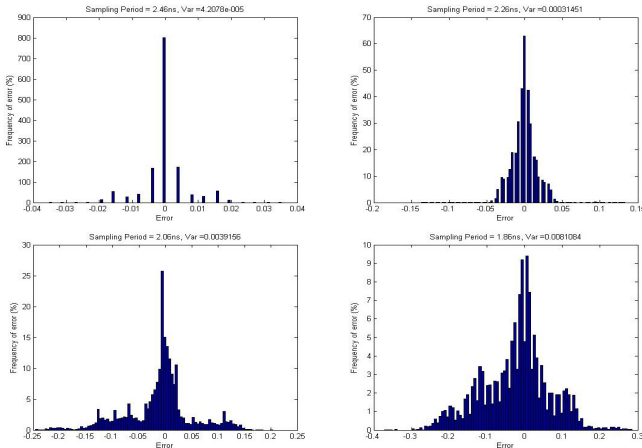 Sampling Period = 2.46ns, Var =4.2078e-005
Frequency of error (%)
900
800
700
600
500
400
300
200
100
0
-0.04 -0.03 -0.02 -0.01 0 0.01 0.02 0.03 0.04
Error
Sampling Period = 2.26ns, Var =0.00031451
Frequency of error (%)
70
60
50
40
30
20
10
0
-0.2 -0.15 -0.1 -0.05 0 0.05 0.1 0.15
Error
Sampling Period = 2.06ns, Var =0.0039156
Frequency of error (%)
30
25
20
15
10
5
0
-0.25 -0.2 -0.15 -0.1 -0.05 0 0.05 0.1 0.15 0.2 0.25
Error
Sampling Period = 1.86ns, Var =0.0081084
Frequency of error (%)
10
9
8
7
6
5
4
3
2
1
0
-0.4 -0.3 -0.2 -0.1 0 0.1 0.2 0.3
Error